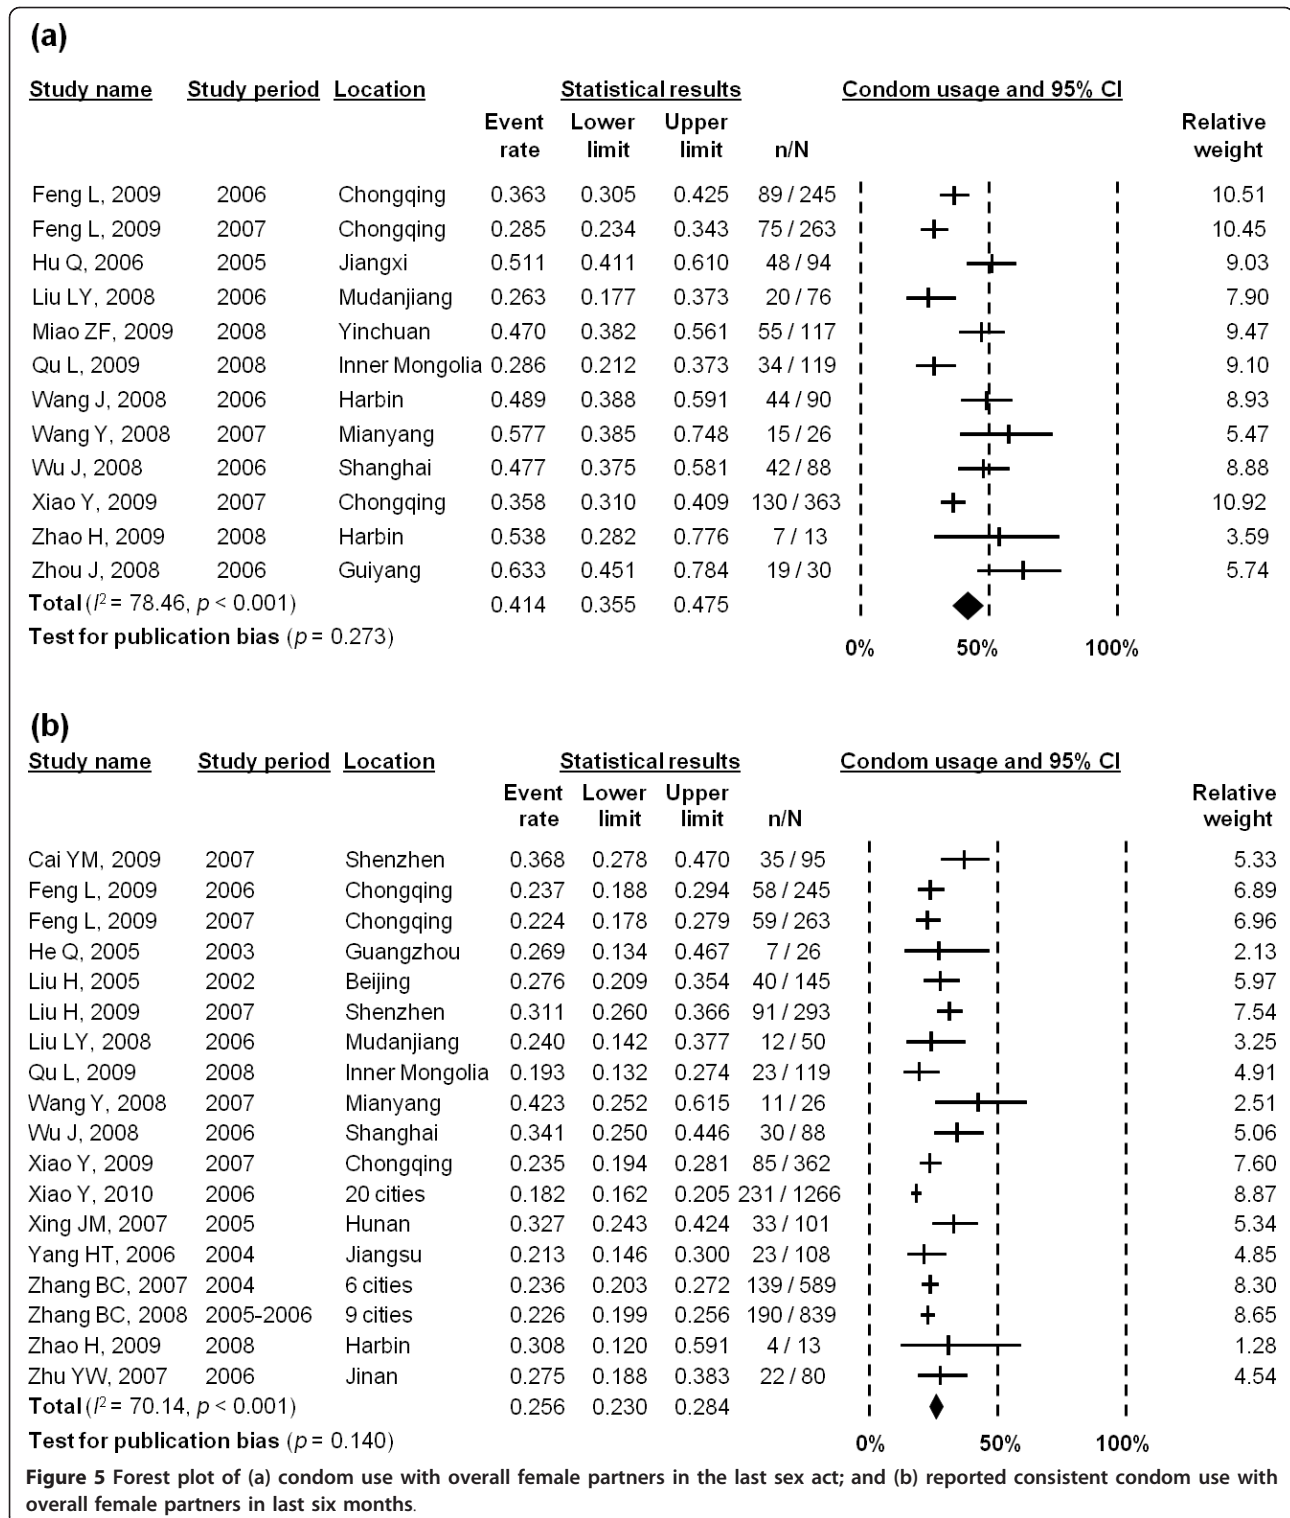 (a)
Study name Study period Location Statistical results Condom usage and 95% CI
Event Lower Upper Relative
rate limit limit n/N weight
Feng L, 2009 2006 Chongqing 0.363 0.305 0.425 89 / 245 10.51
Feng L, 2009 2007 Chongqing 0.285 0.234 0.343 75 / 263 10.45
Hu Q, 2006 2005 Jiangxi 0.511 0.411 0.610 48 / 94 9.03
Liu LY, 2008 2006 Mudanjiang 0.263 0.177 0.373 20 / 76 7.90
Miao ZF, 2009 2008 Yinchuan 0.470 0.382 0.561 55 / 117 9.47
Qu L, 2009 2008 Inner Mongolia 0.286 0.212 0.373 34 / 119 9.10
Wang J, 2008 2006 Harbin 0.489 0.388 0.591 44 / 90 8.93
Wang Y, 2008 2007 Mianyang 0.577 0.385 0.748 15 / 26 5.47
Wu J, 2008 2006 Shanghai 0.477 0.375 0.581 42 / 88 8.88
Xiao Y, 2009 2007 Chongqing 0.358 0.310 0.409 130 / 363 10.92
Zhao H, 2009 2008 Harbin 0.538 0.282 0.776 7 / 13 3.59
Zhou J, 2008 2006 Guiyang 0.633 0.451 0.784 19 / 30 5.74
Total (I² = 78.46, p < 0.001) 0.414 0.355 0.475
Test for publication bias (p = 0.273)
0% 50% 100%
(b)
Study name Study period Location Statistical results Condom usage and 95% CI
Event Lower Upper Relative
rate limit limit n/N weight
Cai YM, 2009 2007 Shenzhen 0.368 0.278 0.470 35 / 95 5.33
Feng L, 2009 2006 Chongqing 0.237 0.188 0.294 58 / 245 6.89
Feng L, 2009 2007 Chongqing 0.224 0.178 0.279 59 / 263 6.96
He Q, 2005 2003 Guangzhou 0.269 0.134 0.467 7 / 26 2.13
Liu H, 2005 2002 Beijing 0.276 0.209 0.354 40 / 145 5.97
Liu H, 2009 2007 Shenzhen 0.311 0.260 0.366 91 / 293 7.54
Liu LY, 2008 2006 Mudanjiang 0.240 0.142 0.377 12 / 50 3.25
Qu L, 2009 2008 Inner Mongolia 0.193 0.132 0.274 23 / 119 4.91
Wang Y, 2008 2007 Mianyang 0.423 0.252 0.615 11 / 26 2.51
Wu J, 2008 2006 Shanghai 0.341 0.250 0.446 30 / 88 5.06
Xiao Y, 2009 2007 Chongqing 0.235 0.194 0.281 85 / 362 7.60
Xiao Y, 2010 2006 20 cities 0.182 0.162 0.205 231 / 1266 8.87
Xing JM, 2007 2005 Hunan 0.327 0.243 0.424 33 / 101 5.34
Yang HT, 2006 2004 Jiangsu 0.213 0.146 0.300 23 / 108 4.85
Zhang BC, 2007 2004 6 cities 0.236 0.203 0.272 139 / 589 8.30
Zhang BC, 2008 2005-2006 9 cities 0.226 0.199 0.256 190 / 839 8.65
Zhao H, 2009 2008 Harbin 0.308 0.120 0.591 4 / 13 1.28
Zhu YW, 2007 2006 Jinan 0.275 0.188 0.383 22 / 80 4.54
Total (I² = 70.14, p < 0.001) 0.256 0.230 0.284
Test for publication bias (p = 0.140)
0% 50% 100%
Figure 5 Forest plot of (a) condom use with overall female partners in the last sex act; and (b) reported consistent condom use with
overall female partners in last six months.